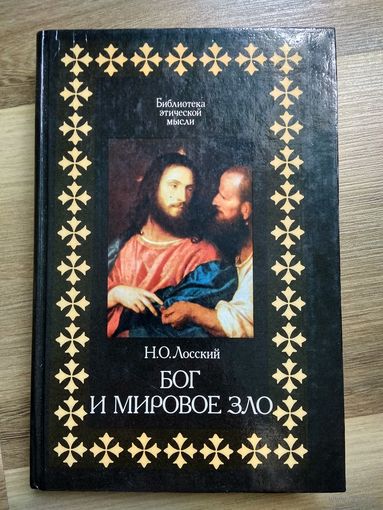 Библиотека
этической
мысли
Н.О.Лосский
БОГ
И МИРОВОЕ ЗЛО